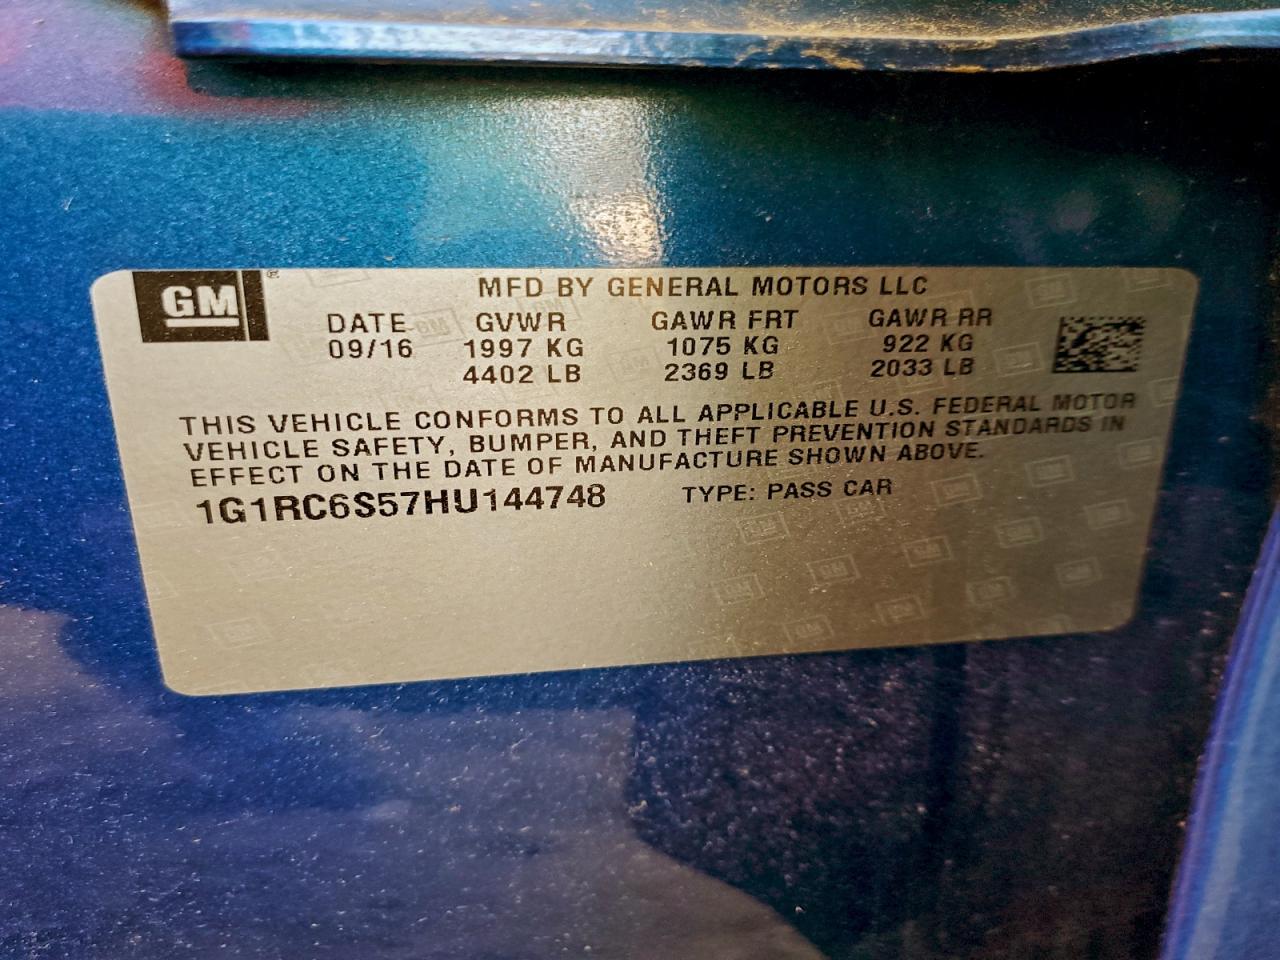 GM ®
MFD BY GENERAL MOTORS LLC
DATE GVWR GAWR FRT GAWR RR
09/16 1997 KG 1075 KG 922 KG
4402 LB 2369 LB 2033 LB
THIS VEHICLE CONFORMS TO ALL APPLICABLE U.S. FEDERAL MOTOR
VEHICLE SAFETY, BUMPER, AND THEFT PREVENTION STANDARDS IN
EFFECT ON THE DATE OF MANUFACTURE SHOWN ABOVE.
1G1RC6S57HU144748 TYPE: PASS CAR